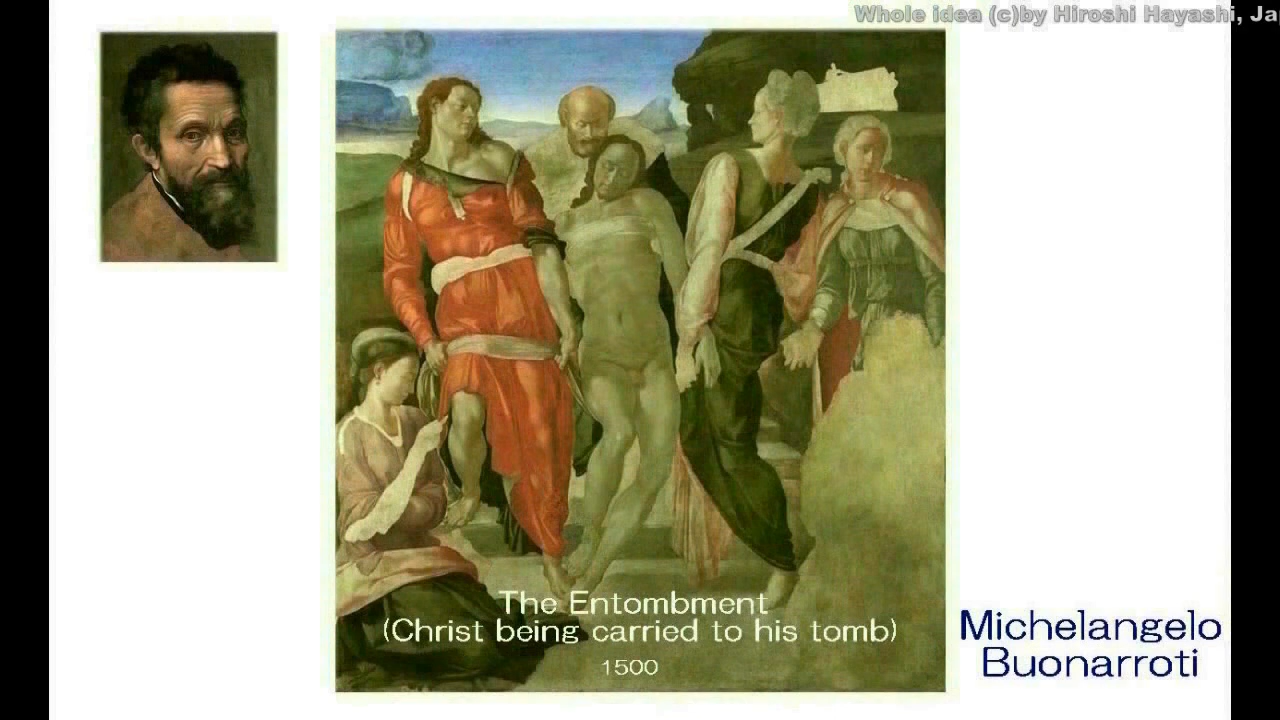 Whole idea (c)by Hiroshi Hayashi, Ja
The Entombment
(Christ being carried to his tomb)
1500
Michelangelo
Buonarroti